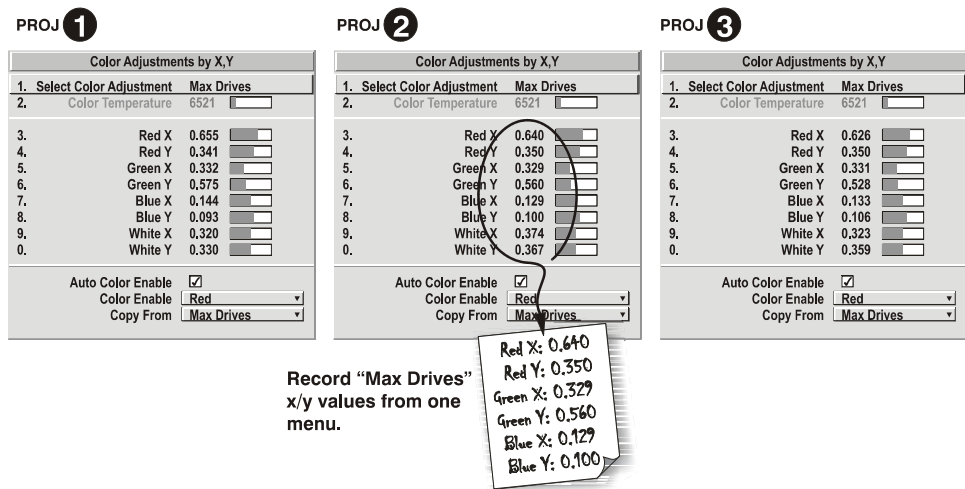 PROJ 1
Color Adjustments by X,Y
1. Select Color Adjustment Max Drives
2. Color Temperature 6521
3. Red X 0.655
4. Red Y 0.341
5. Green X 0.332
6. Green Y 0.575
7. Blue X 0.144
8. Blue Y 0.093
9. White X 0.320
0. White Y 0.330
Auto Color Enable ☑
Color Enable Red
Copy From Max Drives
PROJ 2
Color Adjustments by X,Y
1. Select Color Adjustment Max Drives
2. Color Temperature 6521
3. Red X 0.640
4. Red Y 0.350
5. Green X 0.329
6. Green Y 0.560
7. Blue X 0.129
8. Blue Y 0.100
9. White X 0.374
0. White Y 0.367
Auto Color Enable ☑
Color Enable Red
Copy From Max Drives
PROJ 3
Color Adjustments by X,Y
1. Select Color Adjustment Max Drives
2. Color Temperature 6521
3. Red X 0.626
4. Red Y 0.350
5. Green X 0.331
6. Green Y 0.528
7. Blue X 0.133
8. Blue Y 0.106
9. White X 0.323
0. White Y 0.359
Auto Color Enable ☑
Color Enable Red
Copy From Max Drives
Record “Max Drives”
x/y values from one
menu.
Red X: 0.640
Red Y: 0.350
Green X: 0.329
Green Y: 0.560
Blue X: 0.129
Blue Y: 0.100